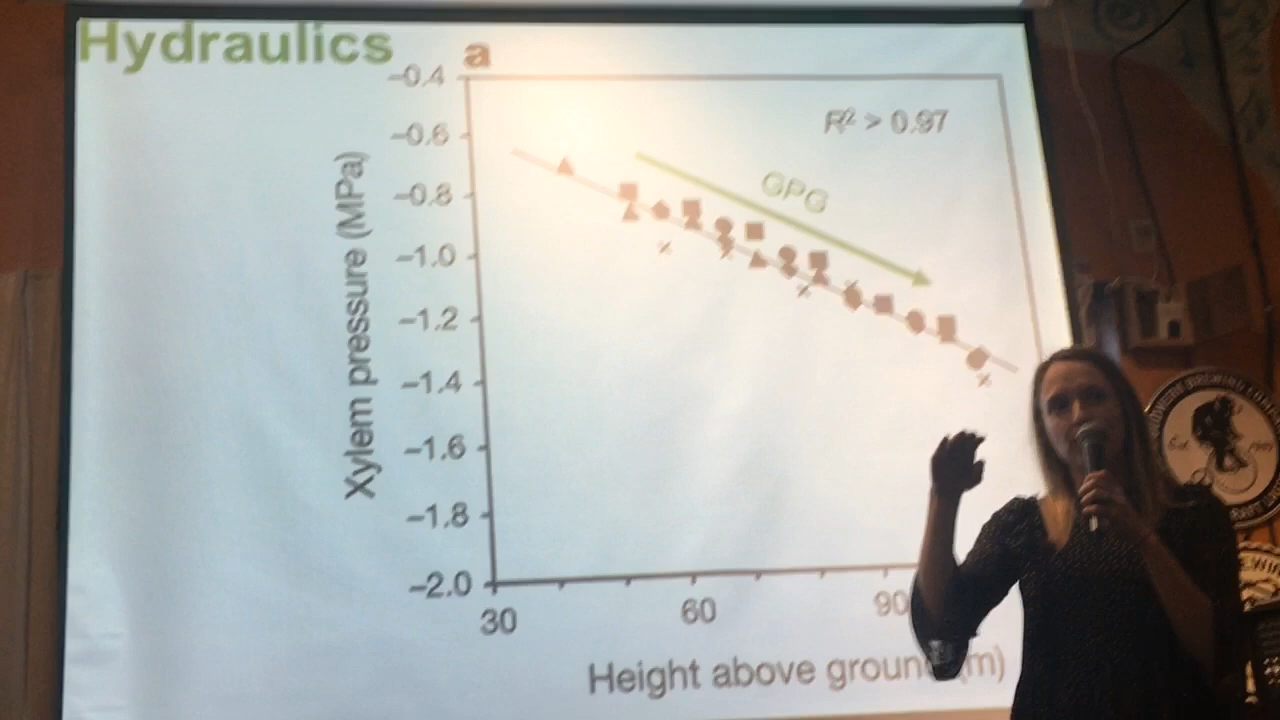 Hydraulics
a
R² > 0.97
GPG
Xylem pressure (MPa)
–0.4
–0.6
–0.8
–1.0
–1.2
–1.4
–1.6
–1.8
–2.0
30 60 90
Height above ground (m)